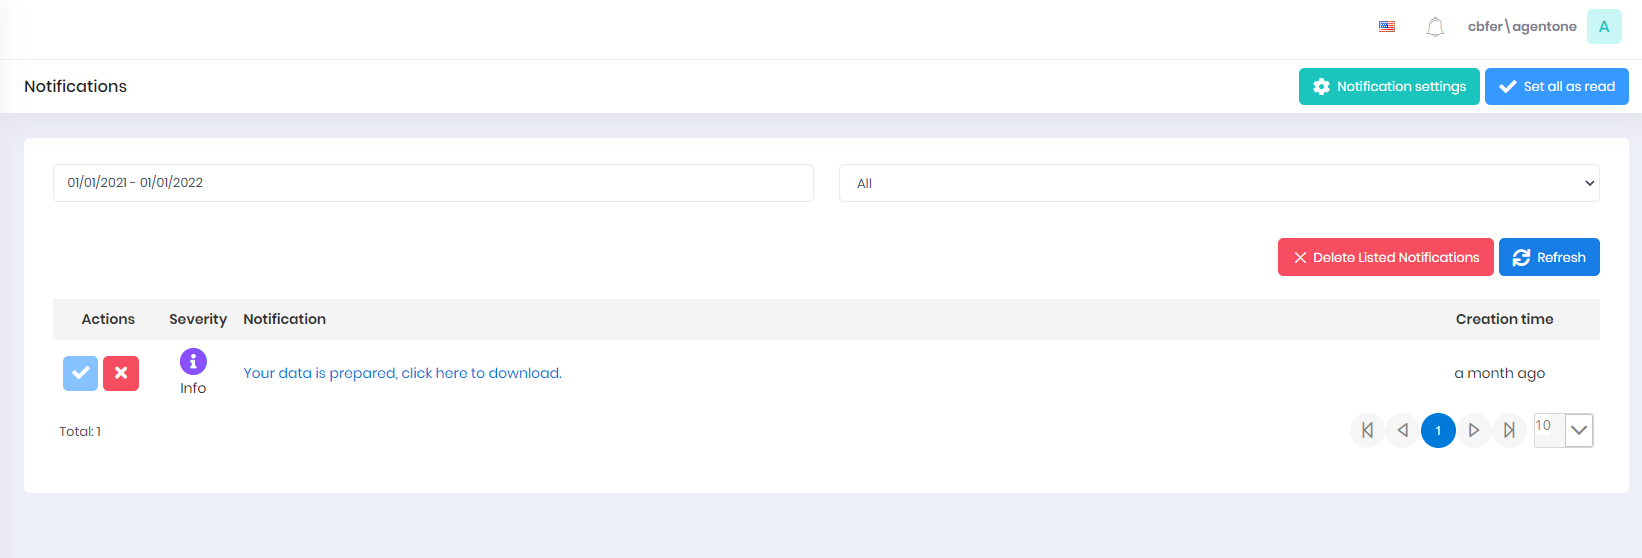 cbfer\agentone A
Notifications
Notification settings
Set all as read
01/01/2021 - 01/01/2022
All
Delete Listed Notifications
Refresh
Actions Severity Notification Creation time
Info
Your data is prepared, click here to download.
a month ago
Total: 1
1
10